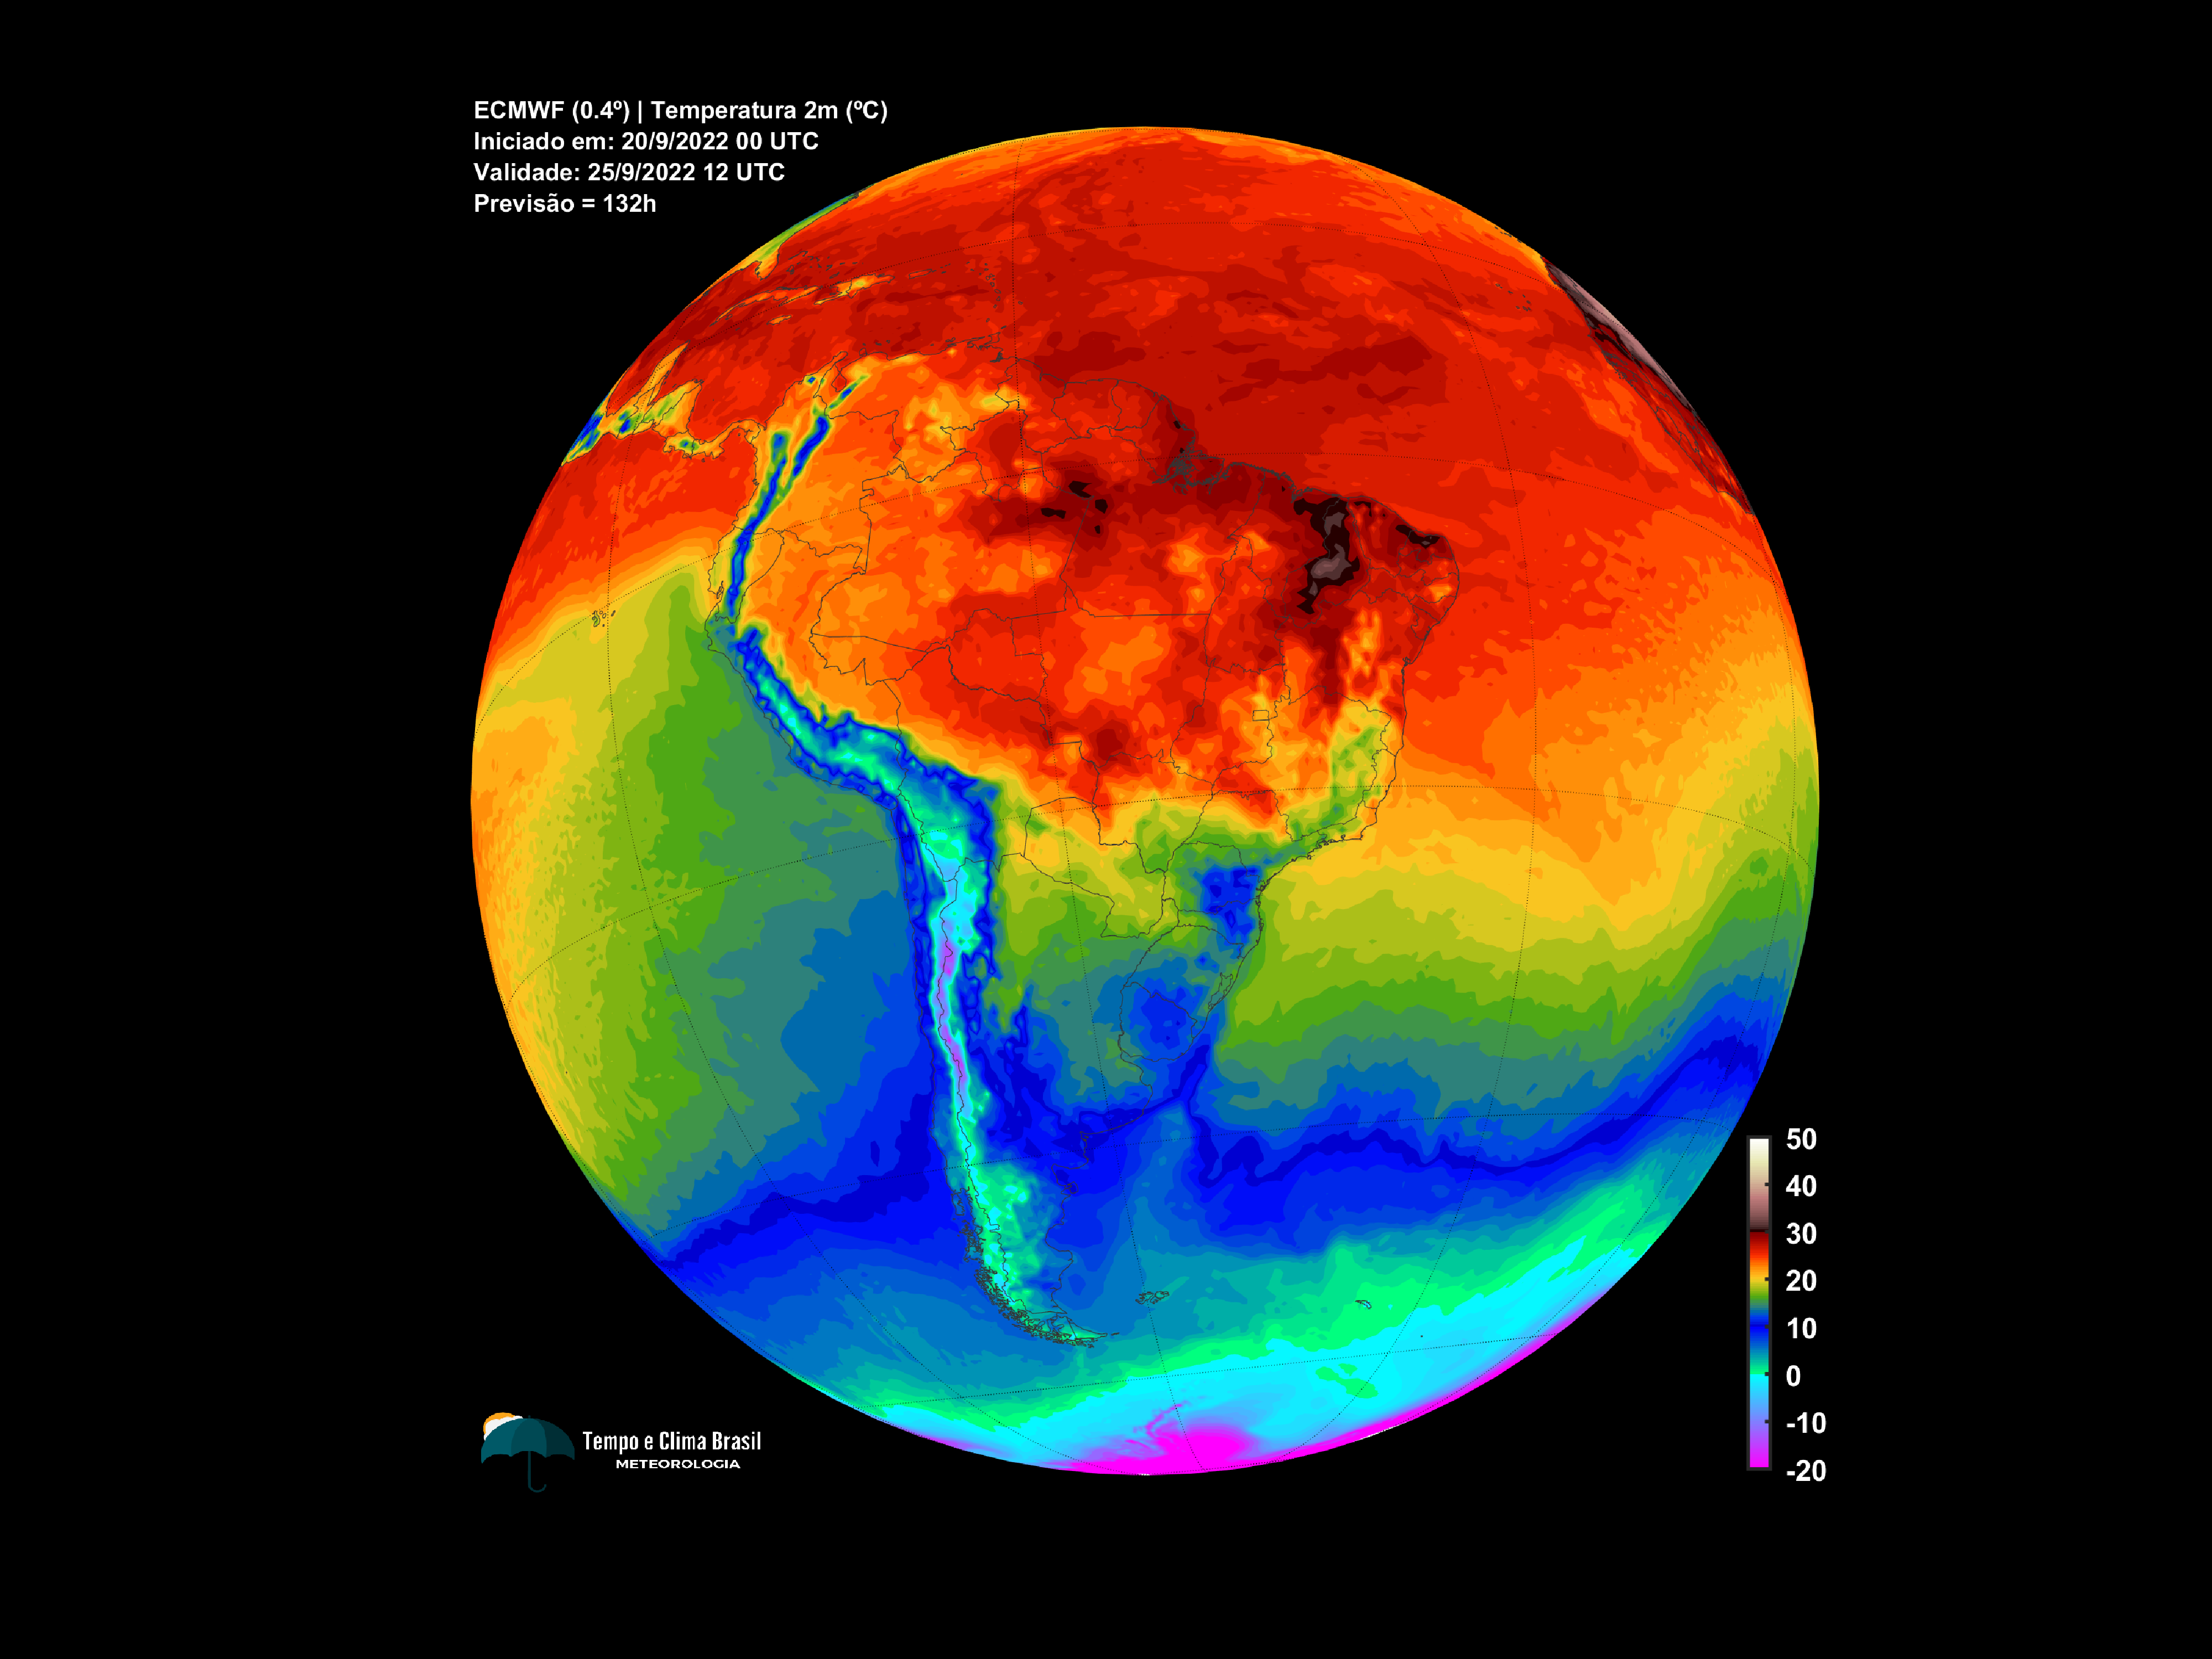 ECMWF (0.4º) | Temperatura 2m (ºC)
Iniciado em: 20/9/2022 00 UTC
Validade: 25/9/2022 12 UTC
Previsão = 132h
50
40
30
20
10
0
-10
-20
Tempo e Clima Brasil
METEOROLOGIA